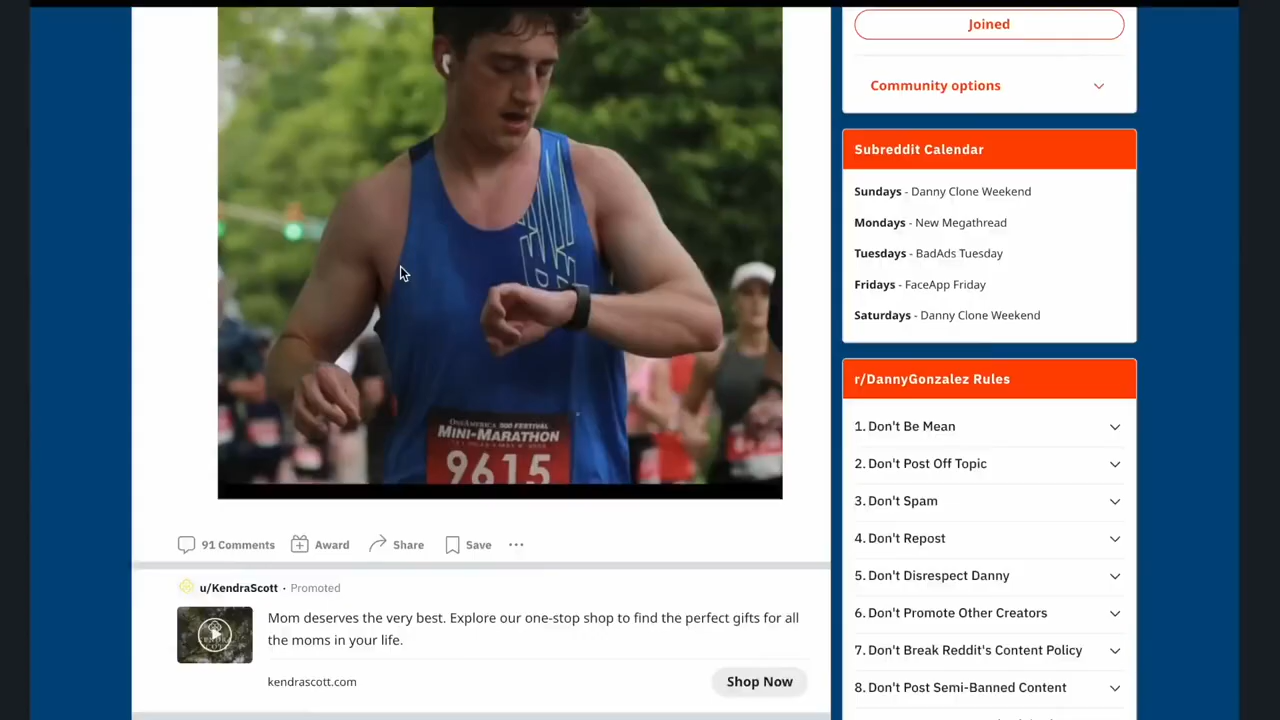 Joined
Community options
Subreddit Calendar
Sundays - Danny Clone Weekend
Mondays - New Megathread
Tuesdays - BadAds Tuesday
Fridays - FaceApp Friday
Saturdays - Danny Clone Weekend
r/DannyGonzalez Rules
1. Don't Be Mean
2. Don't Post Off Topic
3. Don't Spam
4. Don't Repost
5. Don't Disrespect Danny
6. Don't Promote Other Creators
7. Don't Break Reddit's Content Policy
8. Don't Post Semi-Banned Content
ONEAMERICA 500 FESTIVAL
MINI-MARATHON
9615
91 Comments
Award
Share
Save
u/KendraScott · Promoted
Mom deserves the very best. Explore our one-stop shop to find the perfect gifts for all
the moms in your life.
kendrascott.com
Shop Now